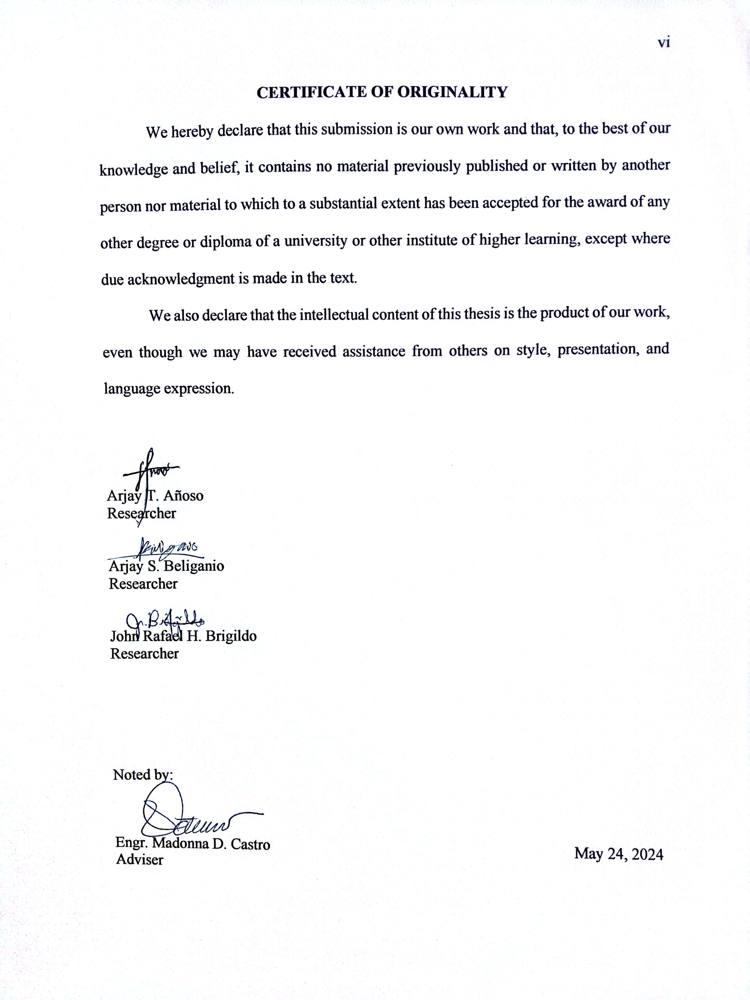 vi
CERTIFICATE OF ORIGINALITY
We hereby declare that this submission is our own work and that, to the best of our
knowledge and belief, it contains no material previously published or written by another
person nor material to which to a substantial extent has been accepted for the award of any
other degree or diploma of a university or other institute of higher learning, except where
due acknowledgment is made in the text.
We also declare that the intellectual content of this thesis is the product of our work,
even though we may have received assistance from others on style, presentation, and
language expression.
Arjay T. Añoso
Researcher
Arjay S. Beliganio
Researcher
John Rafael H. Brigildo
Researcher
Noted by:
Engr. Madonna D. Castro
Adviser
May 24, 2024